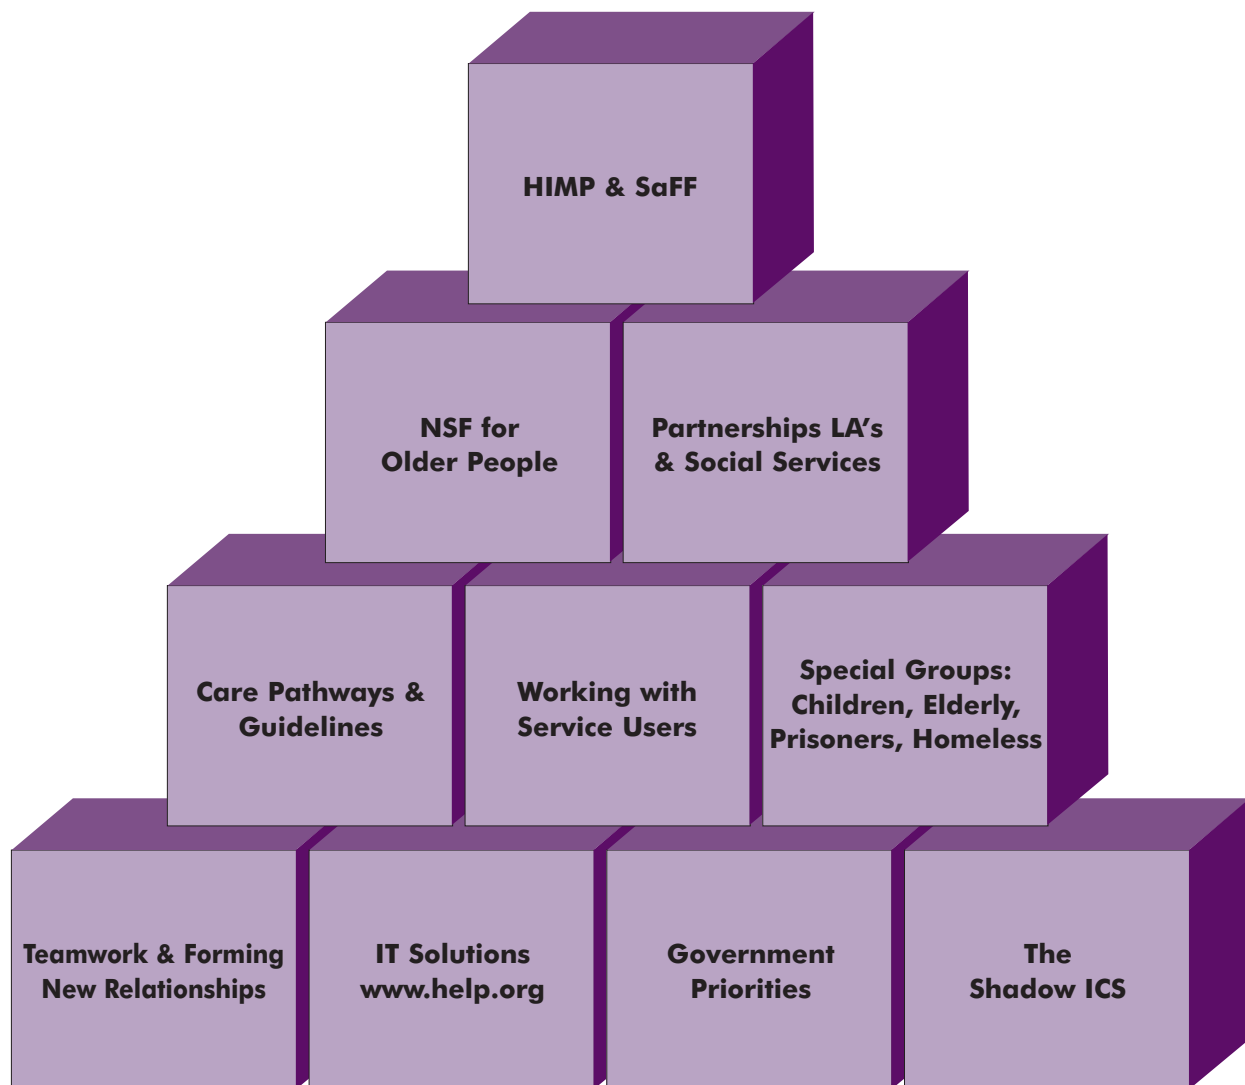 HIMP & SaFF
NSF for
Older People
Partnerships LA’s
& Social Services
Care Pathways &
Guidelines
Working with
Service Users
Special Groups:
Children, Elderly,
Prisoners, Homeless
Teamwork & Forming
New Relationships
IT Solutions
www.help.org
Government
Priorities
The
Shadow ICS